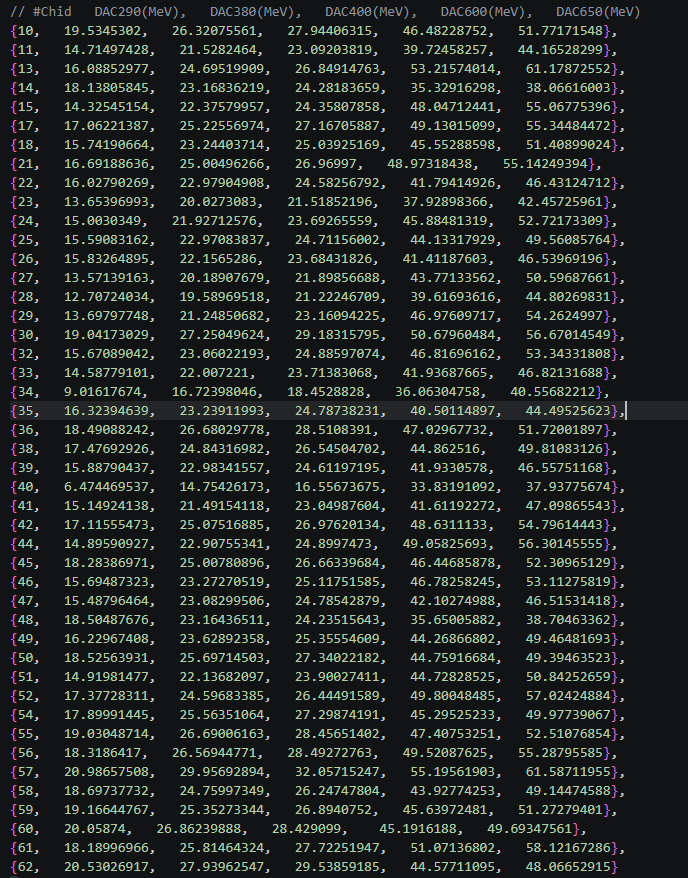 // #Chid   DAC290(MeV),   DAC380(MeV),   DAC400(MeV),   DAC600(MeV),   DAC650(MeV)
{10,   19.5345302,   26.32075561,   27.94406315,   46.48228752,   51.77171548},
{11,   14.71497428,   21.5282464,   23.09203819,   39.72458257,   44.16528299},
{13,   16.08852977,   24.69519909,   26.84914763,   53.21574014,   61.17872552},
{14,   18.13805845,   23.16836219,   24.28183659,   35.32916298,   38.06616003},
{15,   14.32545154,   22.37579957,   24.35807858,   48.04712441,   55.06775396},
{17,   17.06221387,   25.22556974,   27.16705887,   49.13015099,   55.34484472},
{18,   15.74190664,   23.24403714,   25.03925169,   45.55288598,   51.40899024},
{21,   16.69188636,   25.00496266,   26.96997,   48.97318438,   55.14249394},
{22,   16.02790269,   22.97904908,   24.58256792,   41.79414926,   46.43124712},
{23,   13.65396993,   20.0273083,   21.51852196,   37.92898366,   42.45725961},
{24,   15.0030349,   21.92712576,   23.69265559,   45.88481319,   52.72173309},
{25,   15.59083162,   22.97083837,   24.71156002,   44.13317929,   49.56085764},
{26,   15.83264895,   22.1565286,   23.68431826,   41.41187603,   46.53969196},
{27,   13.57139163,   20.18907679,   21.89856688,   43.77133562,   50.59687661},
{28,   12.70724034,   19.58969518,   21.22246709,   39.61693616,   44.80269831},
{29,   13.69797748,   21.24850682,   23.16094225,   46.97609717,   54.2624997},
{30,   19.04173029,   27.25049624,   29.18315795,   50.67960484,   56.67014549},
{32,   15.67089042,   23.06022193,   24.88597074,   46.81696162,   53.34331808},
{33,   14.58779101,   22.007221,   23.71383068,   41.93687665,   46.82131688},
{34,   9.01617674,   16.72398046,   18.4528828,   36.06304758,   40.55682212},
{35,   16.32394639,   23.23911993,   24.78738231,   40.50114897,   44.49525623},
{36,   18.49088242,   26.68029778,   28.5108391,   47.02967732,   51.72001897},
{38,   17.47692926,   24.84316982,   26.54504702,   44.862516,   49.81083126},
{39,   15.88790437,   22.98341557,   24.61197195,   41.9330578,   46.55751168},
{40,   6.474469537,   14.75426173,   16.55673675,   33.83191092,   37.93775674},
{41,   15.14924138,   21.49154118,   23.04987604,   41.61192272,   47.09865543},
{42,   17.11555473,   25.07516885,   26.97620134,   48.6311133,   54.79614443},
{44,   14.89590927,   22.90755341,   24.8997473,   49.05825693,   56.30145555},
{45,   18.28386971,   25.00780896,   26.66339684,   46.44685878,   52.30965129},
{46,   15.69487323,   23.27270519,   25.11751585,   46.78258245,   53.11275819},
{47,   15.48796464,   23.08299506,   24.78542879,   42.10274988,   46.51531418},
{48,   18.50487676,   23.16436511,   24.23515643,   35.65005882,   38.70463362},
{49,   16.22967408,   23.62892358,   25.35554609,   44.26866802,   49.46481693},
{50,   18.52563931,   25.69714503,   27.34022182,   44.75916684,   49.39463523},
{51,   14.91981477,   22.13682097,   23.90027411,   44.72828525,   50.84252659},
{52,   17.37728311,   24.59683385,   26.44491589,   49.80048485,   57.02424884},
{54,   17.89991445,   25.56351064,   27.29874191,   45.29525233,   49.97739067},
{55,   19.03048714,   26.69006163,   28.45651402,   47.40753251,   52.51076854},
{56,   18.3186417,   26.56944771,   28.49272763,   49.52087625,   55.28795585},
{57,   20.98657508,   29.95692894,   32.05715247,   55.19561903,   61.58711955},
{58,   18.69737732,   24.75997349,   26.24747804,   43.92774253,   49.14474588},
{59,   19.16644767,   25.35273344,   26.8940752,   45.63972481,   51.27279401},
{60,   20.05874,   26.86239888,   28.429099,   45.1916188,   49.69347561},
{61,   18.18996966,   25.81464324,   27.72251947,   51.07136802,   58.12167286},
{62,   20.53026917,   27.93962547,   29.53859185,   44.57711095,   48.06652915}